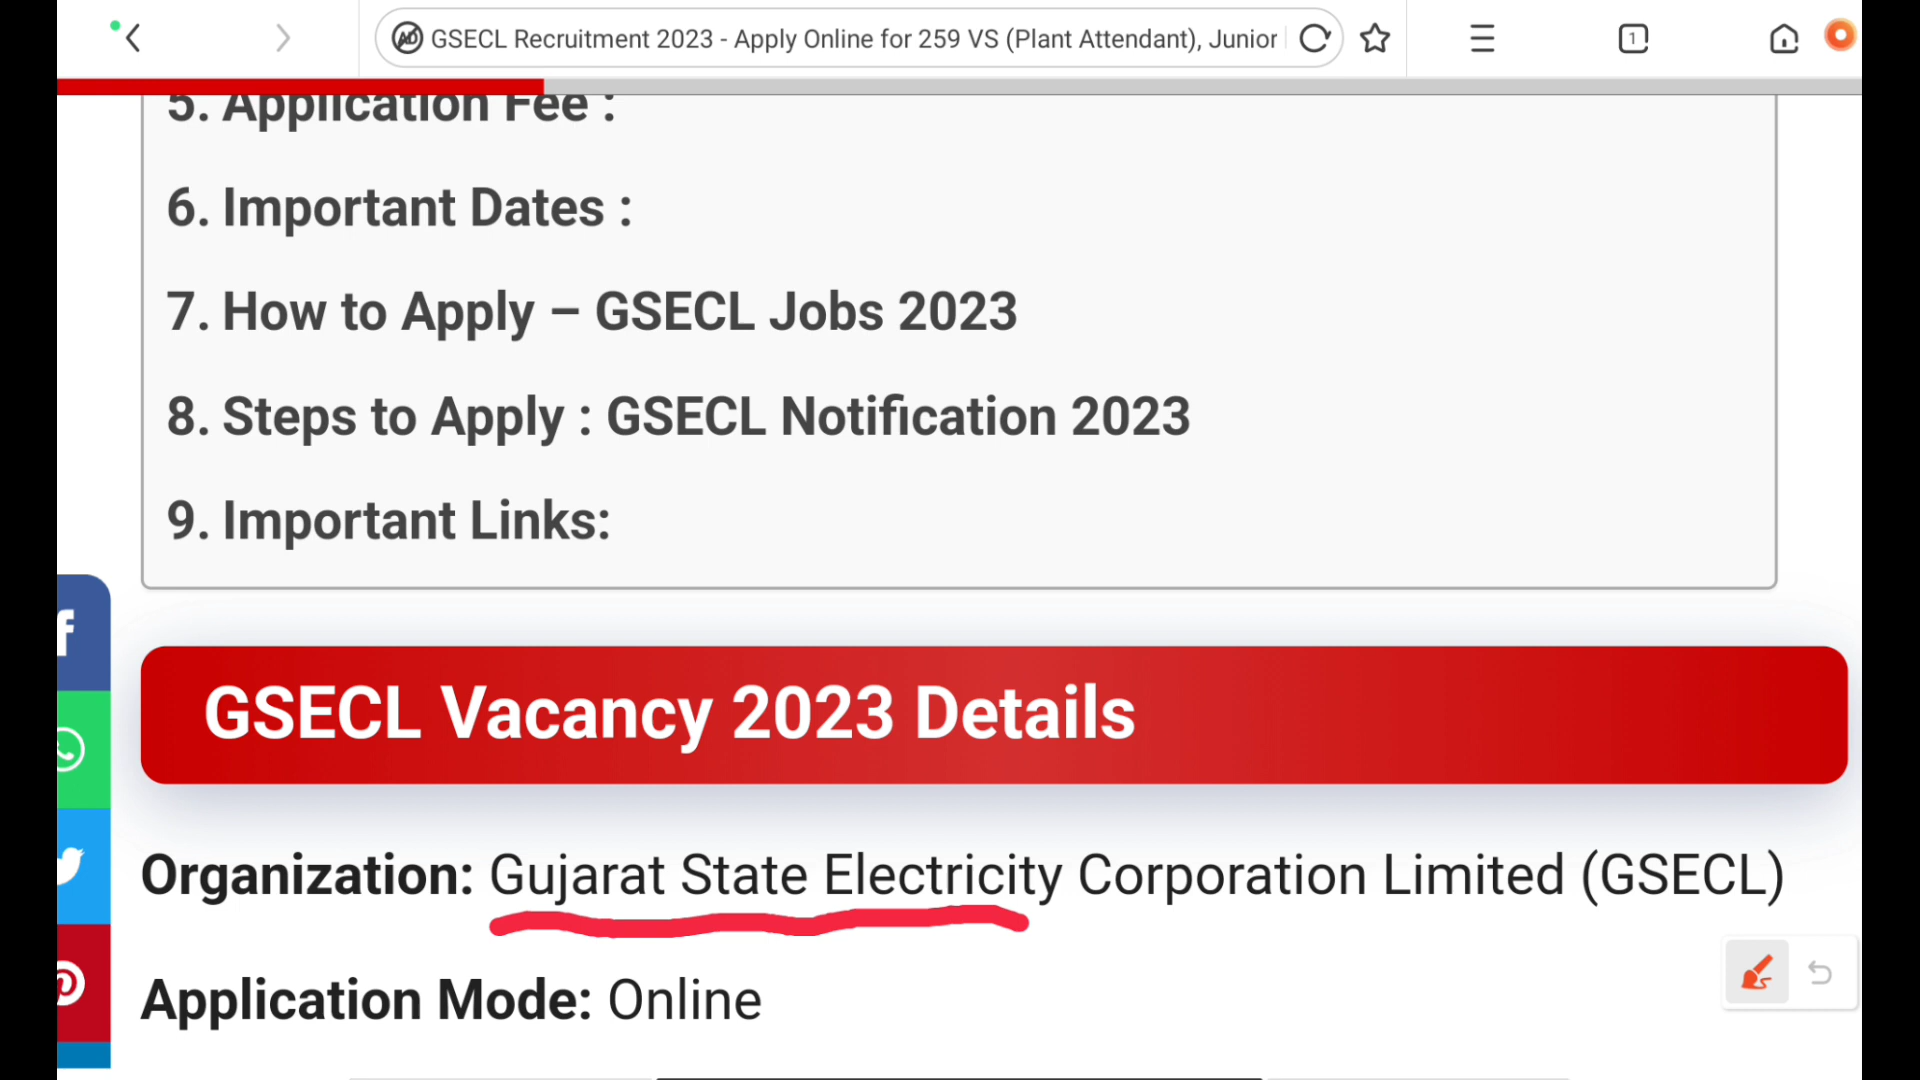 GSECL Recruitment 2023 - Apply Online for 259 VS (Plant Attendant), Junior
1
5. Application Fee :
6. Important Dates :
7. How to Apply – GSECL Jobs 2023
8. Steps to Apply : GSECL Notification 2023
9. Important Links:
GSECL Vacancy 2023 Details
Organization: Gujarat State Electricity Corporation Limited (GSECL)
Application Mode: Online